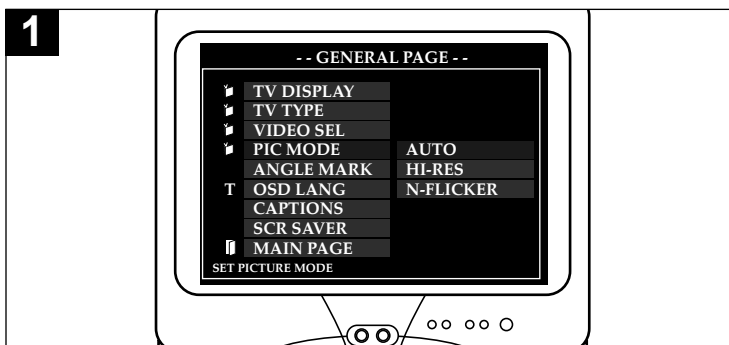 1
- - GENERAL PAGE - -
TV DISPLAY
TV TYPE
VIDEO SEL
PIC MODE AUTO
ANGLE MARK HI-RES
T OSD LANG N-FLICKER
CAPTIONS
SCR SAVER
MAIN PAGE
SET PICTURE MODE